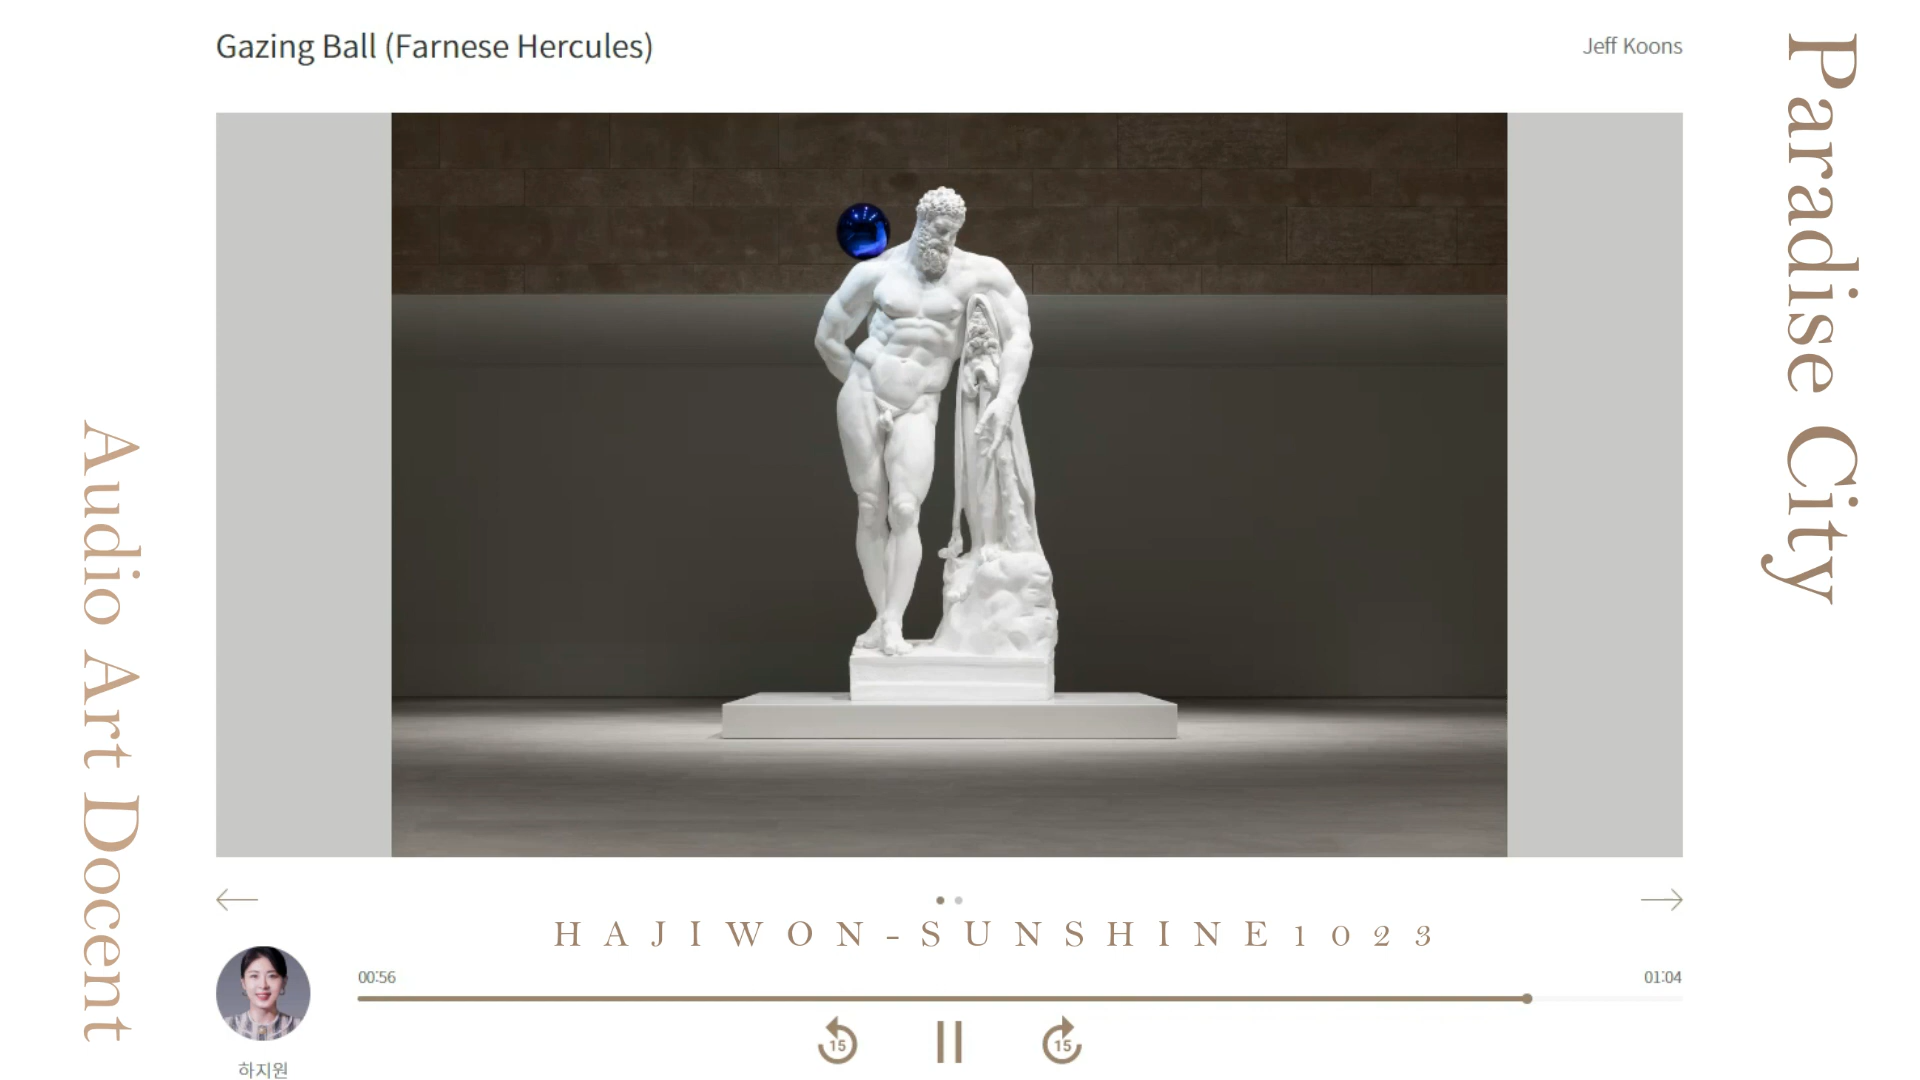 Gazing Ball (Farnese Hercules)
Jeff Koons
Paradise City
Audio Art Docent
HAJIWON-SUNSHINE1023
00:56
01:04
15
15
하지원